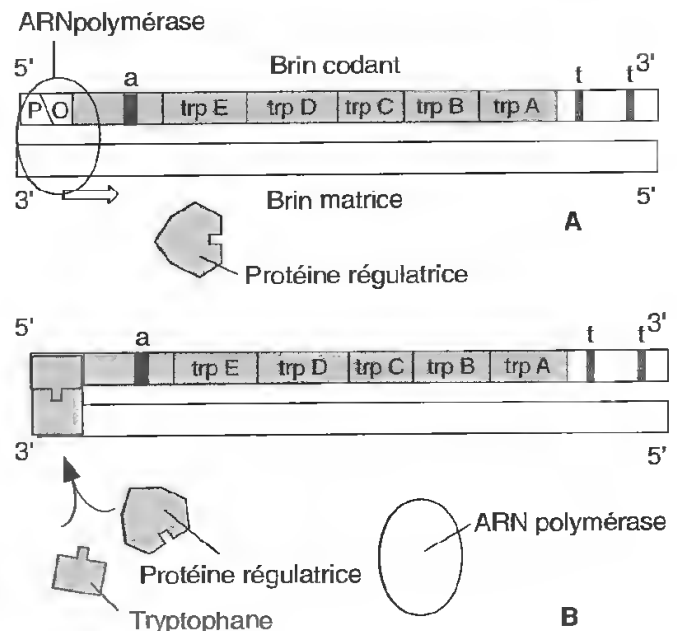 ARNpolymérase
5' a Brin codant t t 3'
P O trp E trp D trp C trp B trp A
3' Brin matrice 5'
A
Protéine régulatrice
5' a t t 3'
trp E trp D trp C trp B trp A
3' 5'
ARN polymérase
Protéine régulatrice
Tryptophane
B